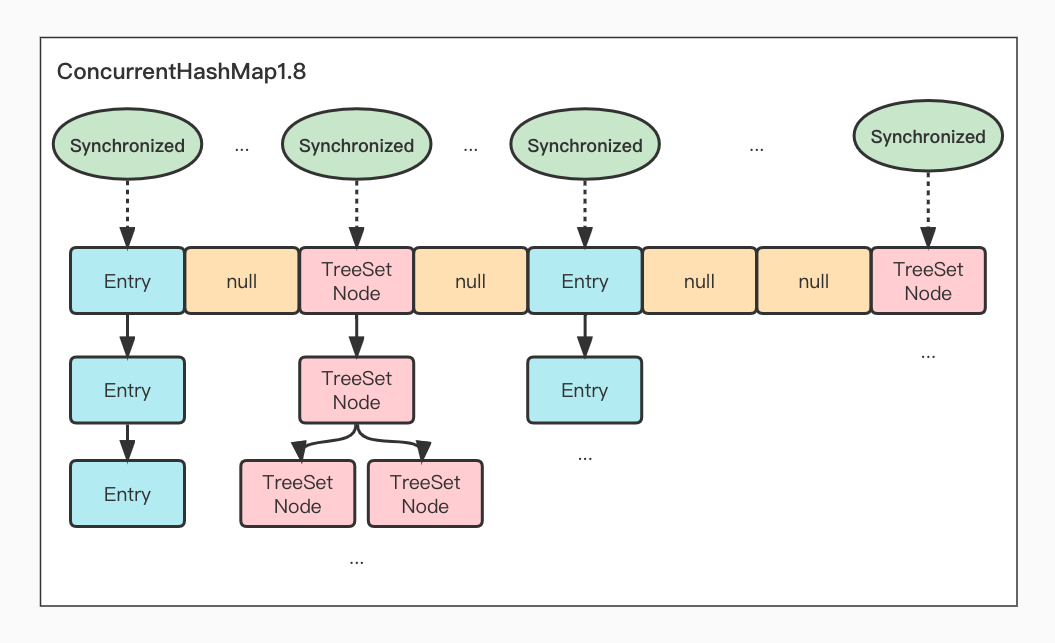 ConcurrentHashMap1.8
Synchronized ... Synchronized ... Synchronized ... Synchronized
Entry null TreeSet Node null Entry null null TreeSet Node
Entry TreeSet Node Entry ...
Entry TreeSet Node TreeSet Node ...
...